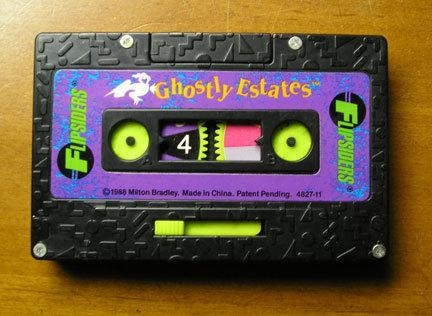 Ghostly Estates™
FLIPSIDERS®
4
FLIPSIDERS®
©1988 Milton Bradley. Made in China. Patent Pending. 4827-11